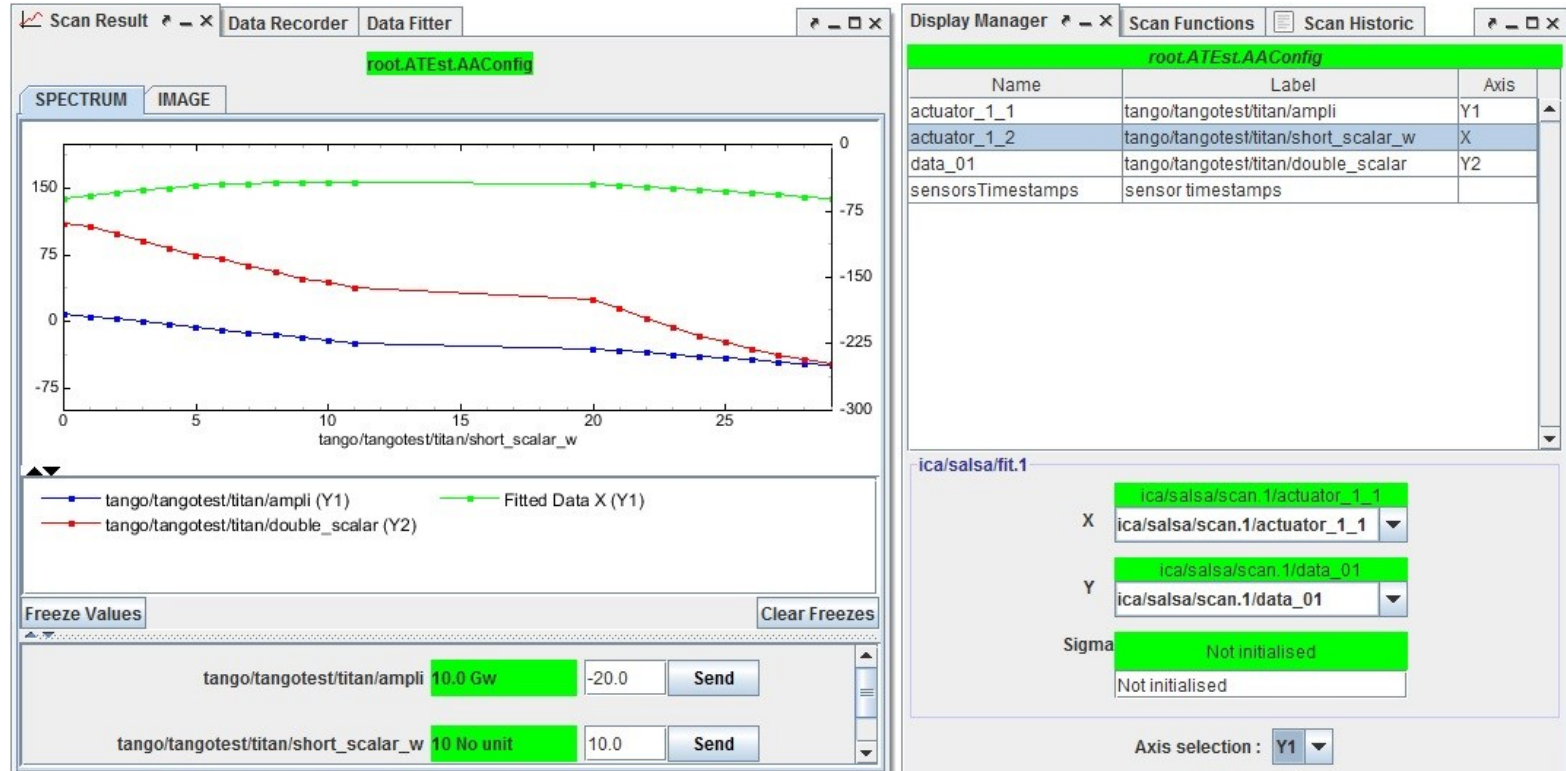 Scan Result
Data Recorder
Data Fitter
root.ATEst.AAConfig
SPECTRUM
IMAGE
150
75
0
-75
0
-75
-150
-225
-300
0 5 10 15 20 25
tango/tangotest/titan/short_scalar_w
tango/tangotest/titan/ampli (Y1)
Fitted Data X (Y1)
tango/tangotest/titan/double_scalar (Y2)
Freeze Values
Clear Freezes
tango/tangotest/titan/ampli 10.0 Gw -20.0 Send
tango/tangotest/titan/short_scalar_w 10 No unit 10.0 Send
Display Manager
Scan Functions
Scan Historic
root.ATEst.AAConfig
Name Label Axis
actuator_1_1 tango/tangotest/titan/ampli Y1
actuator_1_2 tango/tangotest/titan/short_scalar_w X
data_01 tango/tangotest/titan/double_scalar Y2
sensorsTimestamps sensor timestamps
ica/salsa/fit.1
ica/salsa/scan.1/actuator_1_1
X ica/salsa/scan.1/actuator_1_1
ica/salsa/scan.1/data_01
Y ica/salsa/scan.1/data_01
Sigma Not initialised
Not initialised
Axis selection : Y1